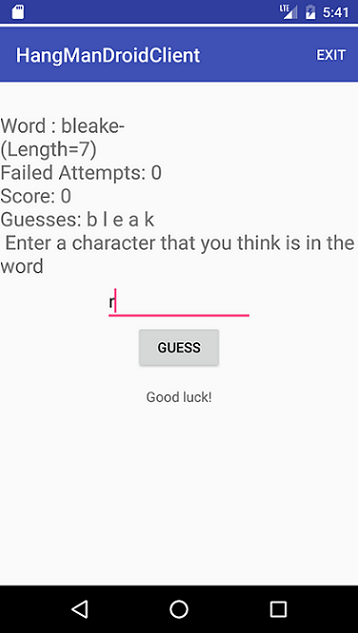 LTE 5:41
HangManDroidClient EXIT
Word : bleake-
(Length=7)
Failed Attempts: 0
Score: 0
Guesses: b l e a k
Enter a character that you think is in the
word
r
GUESS
Good luck!